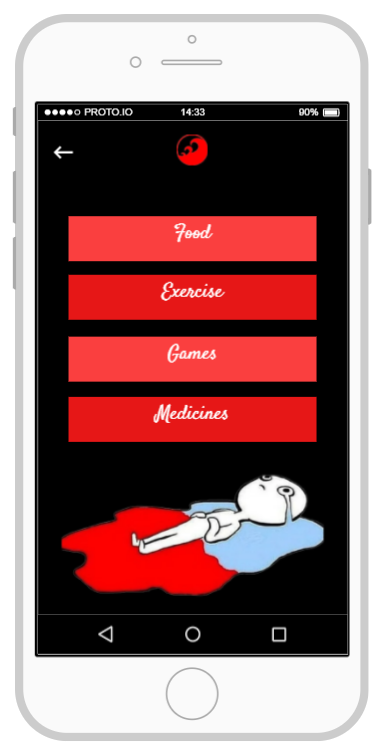 PROTO.IO 14:33 90%
Food
Exercise
Games
Medicines